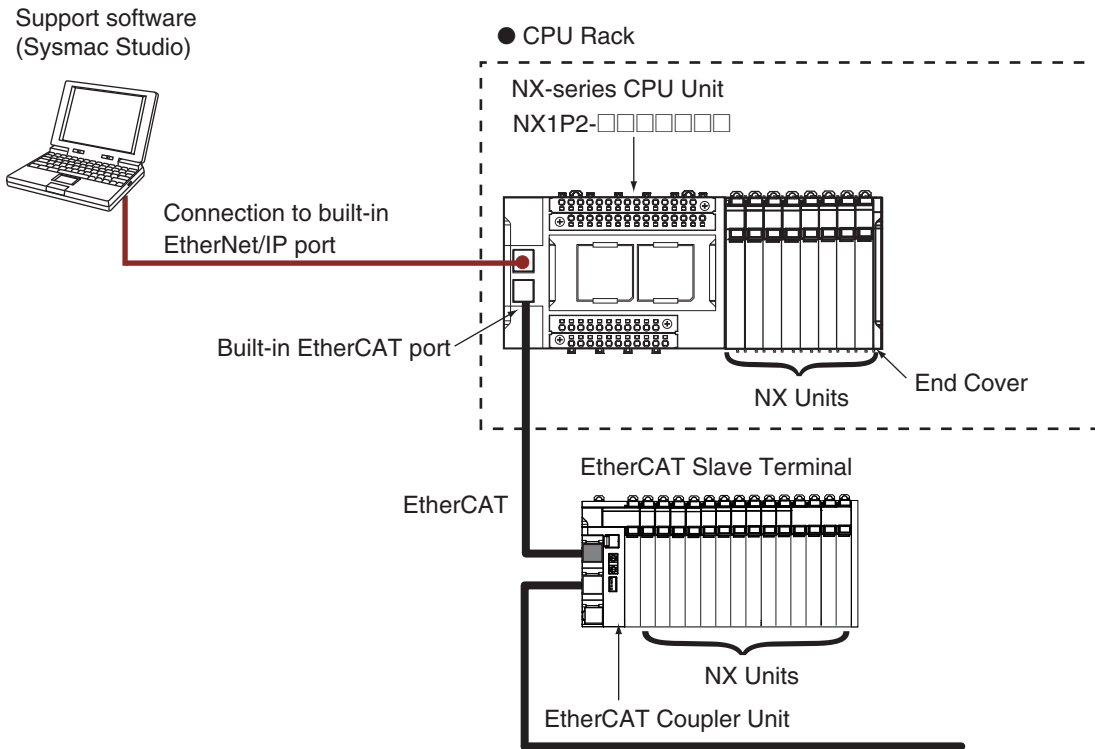 Support software
(Sysmac Studio)
● CPU Rack
NX-series CPU Unit
NX1P2-□□□□□□□
Connection to built-in
EtherNet/IP port
Built-in EtherCAT port
End Cover
NX Units
EtherCAT Slave Terminal
EtherCAT
NX Units
EtherCAT Coupler Unit